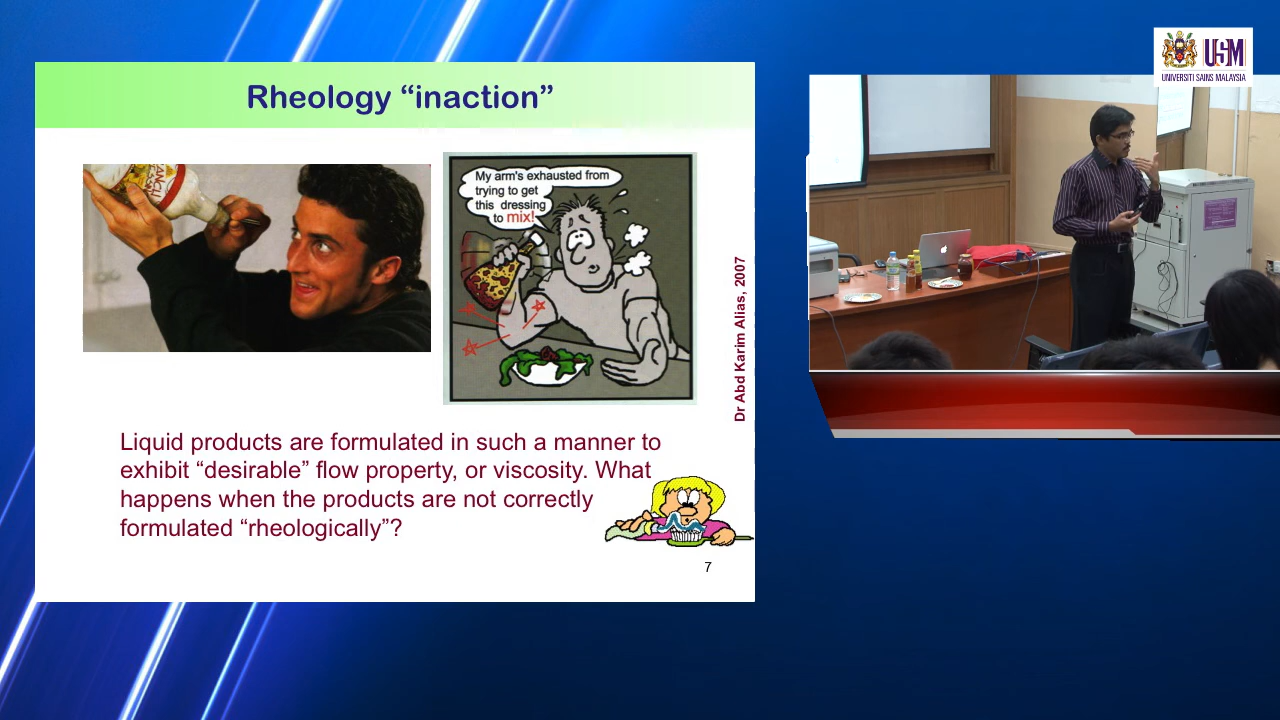 Rheology “inaction”
My arm's exhausted from
trying to get
this dressing
to mix!
Dr Abd Karim Alias, 2007
Liquid products are formulated in such a manner to
exhibit “desirable” flow property, or viscosity. What
happens when the products are not correctly
formulated “rheologically”?
7
USM
UNIVERSITI SAINS MALAYSIA